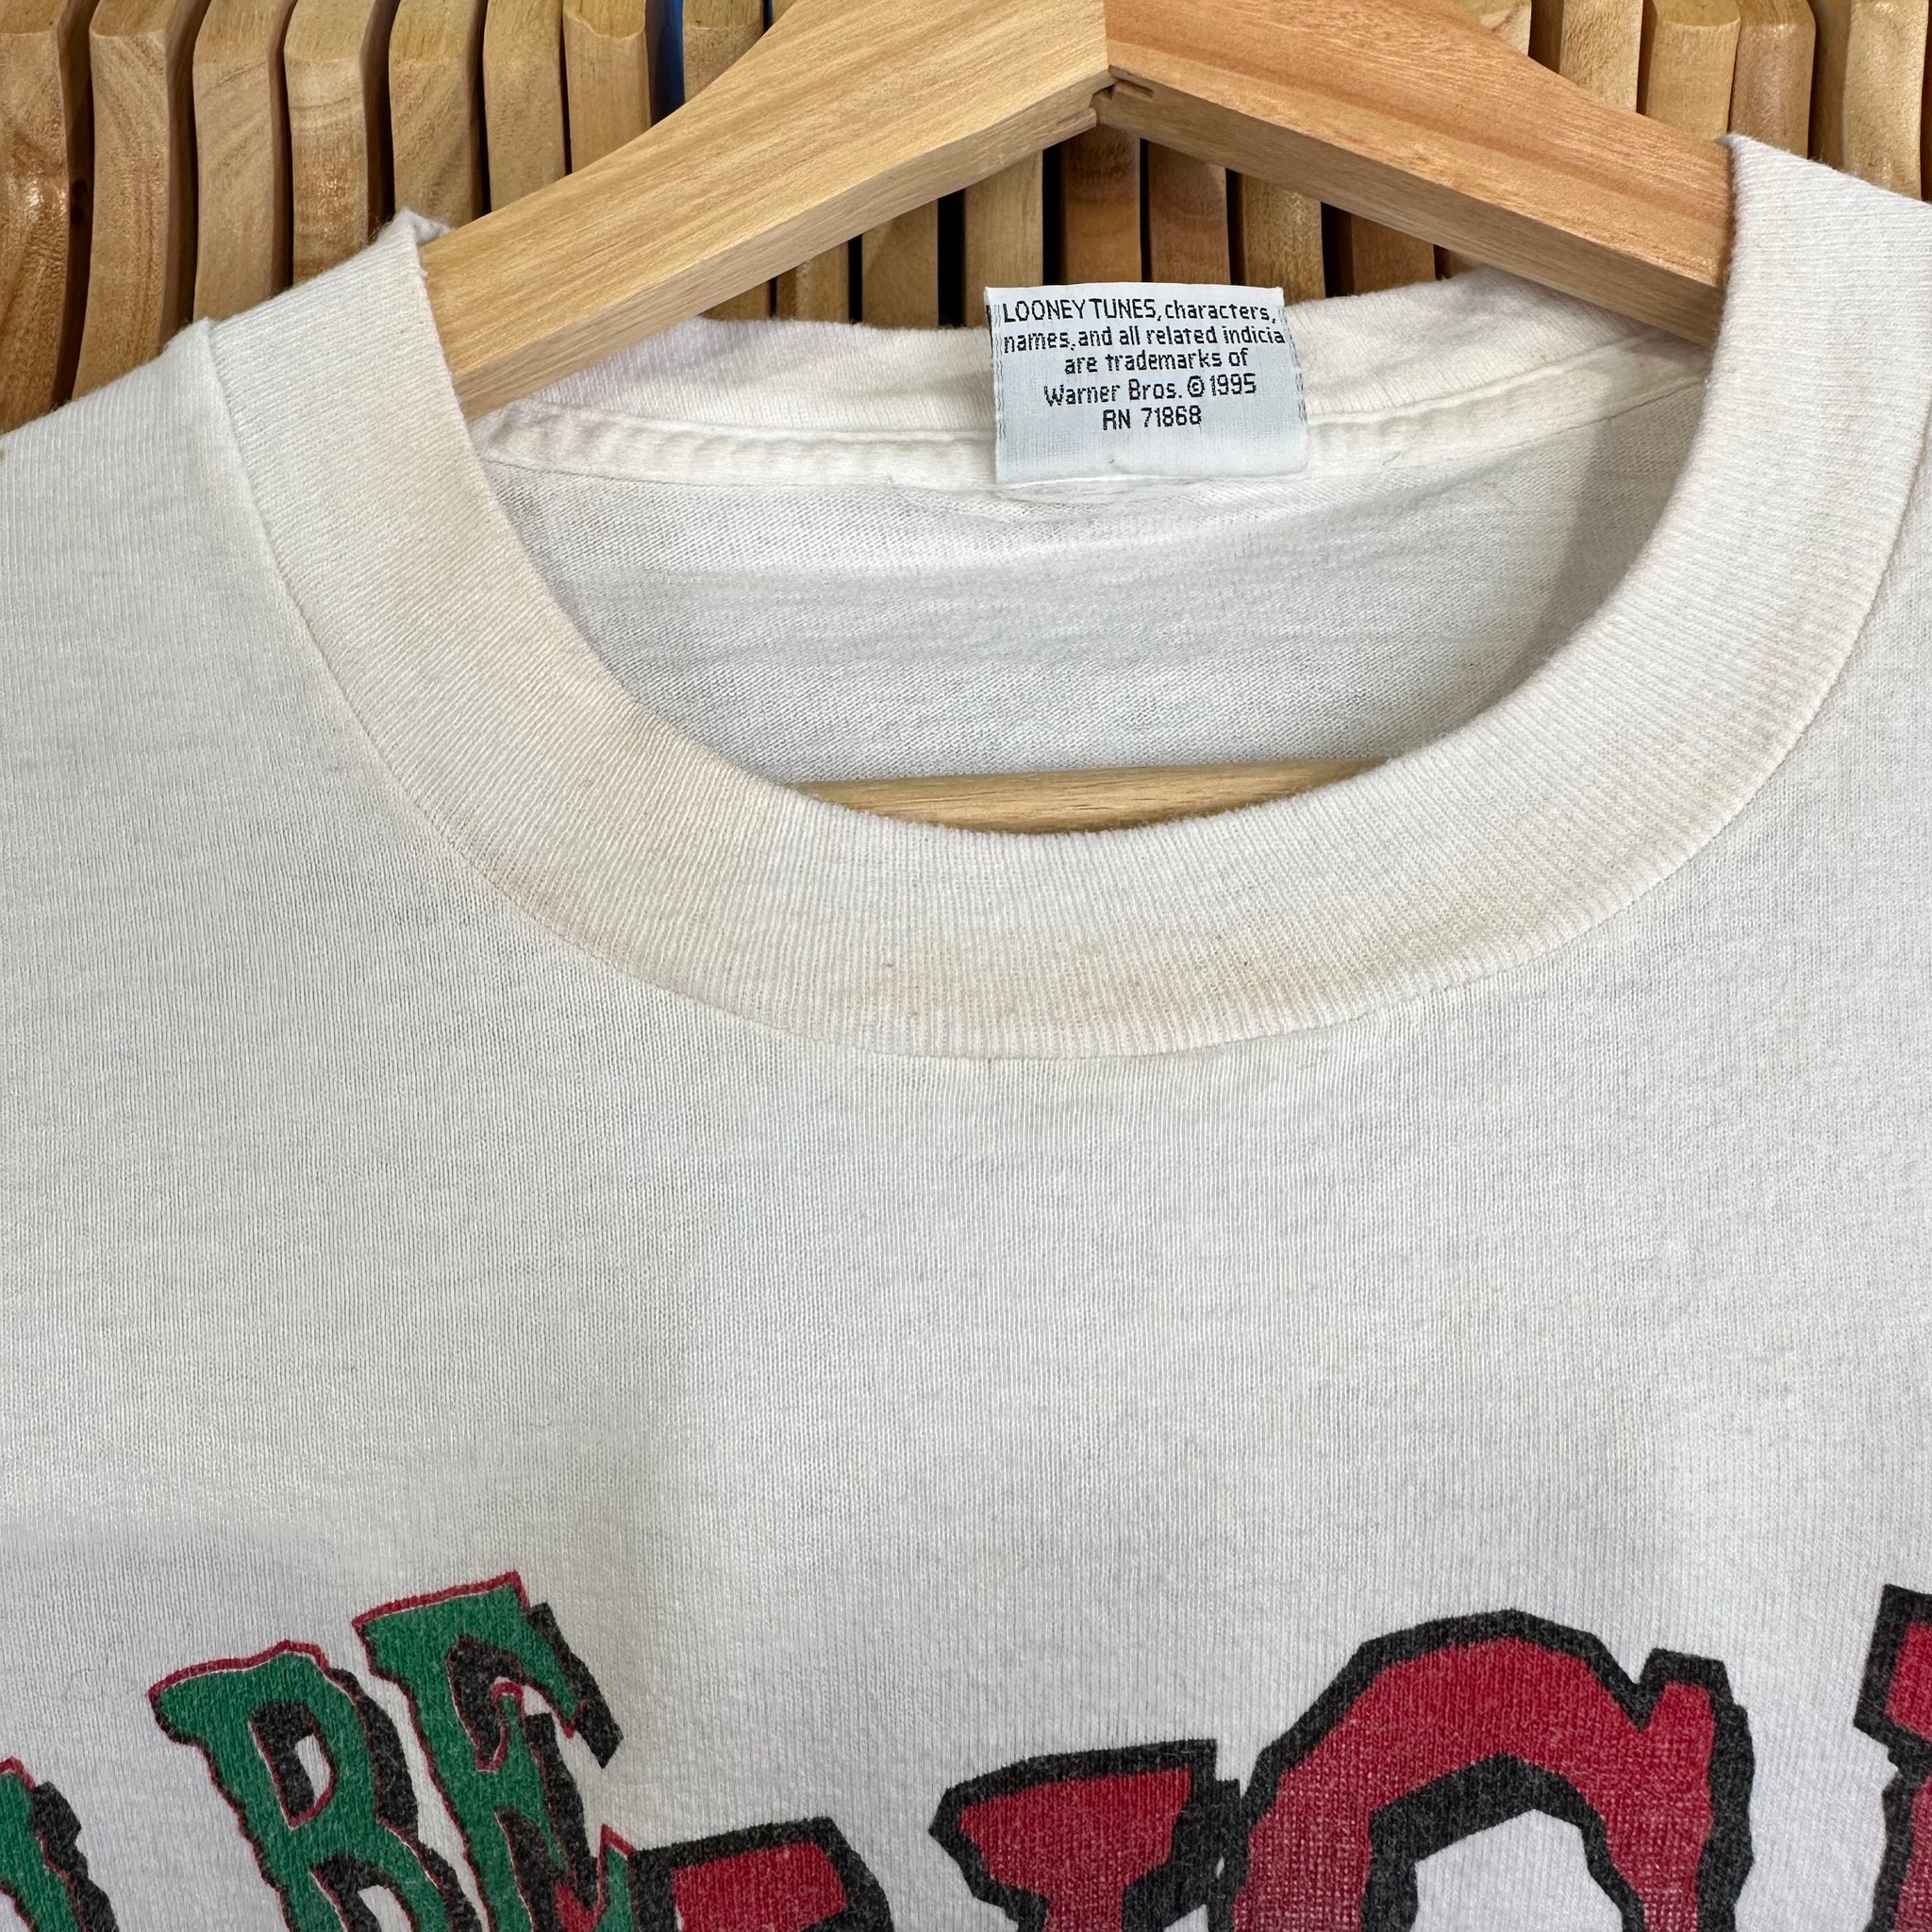 LOONEY TUNES, characters,
names, and all related indicia
are trademarks of
Warner Bros. © 1995
RN 71868
BE